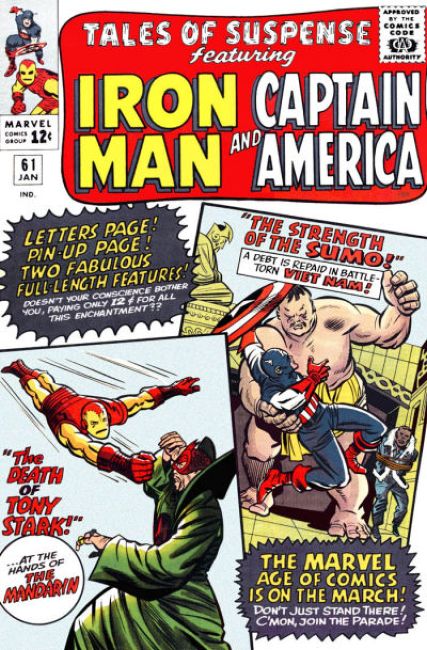 TALES OF SUSPENSE
featuring
IRON
MAN
AND
CAPTAIN
AMERICA
APPROVED
BY THE
COMICS
CODE
CA
AUTHORITY
MARVEL
COMICS
GROUP 12¢
61
JAN
IND.
LETTERS PAGE!
PIN-UP PAGE!
TWO FABULOUS
FULL-LENGTH FEATURES!
DOESN'T YOUR CONSCIENCE BOTHER
YOU, PAYING ONLY 12¢ FOR ALL
THIS ENCHANTMENT??
"THE STRENGTH
OF THE SUMO!"
A DEBT IS REPAID IN BATTLE-
TORN VIET NAM!
"The
DEATH
OF
TONY
STARK!"
...AT THE
HANDS OF
THE
MANDARIN
THE MARVEL
AGE OF COMICS
IS ON THE MARCH!
DON'T JUST STAND THERE!
C'MON, JOIN THE PARADE!